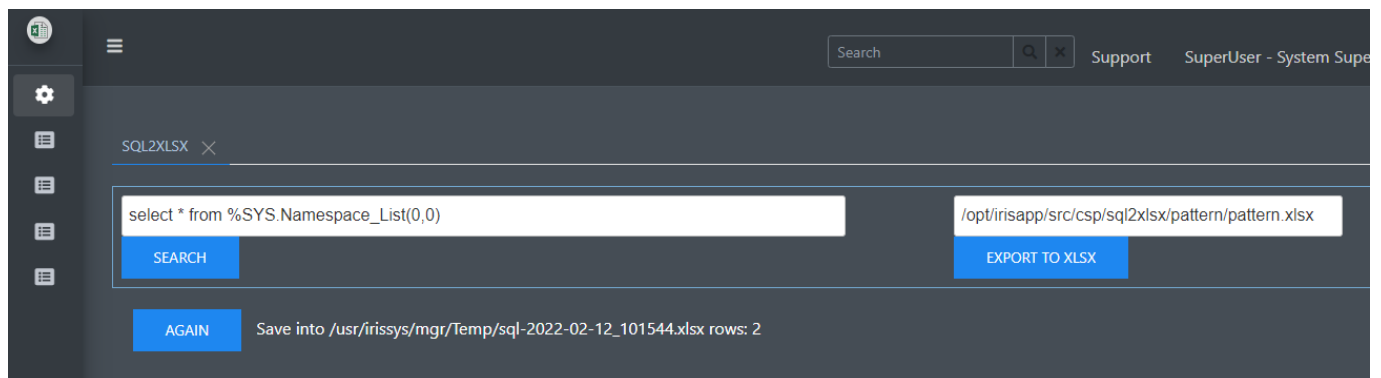 Search
Support
SuperUser - System Supe
SQL2XLSX
select * from %SYS.Namespace_List(0,0)
/opt/irisapp/src/csp/sql2xlsx/pattern/pattern.xlsx
SEARCH
EXPORT TO XLSX
AGAIN
Save into /usr/irissys/mgr/Temp/sql-2022-02-12_101544.xlsx rows: 2